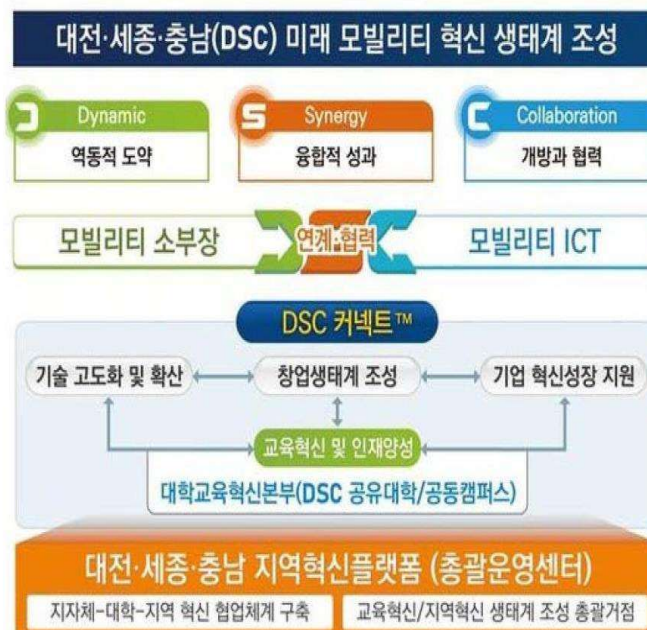 대전·세종·충남(DSC) 미래 모빌리티 혁신 생태계 조성
D Dynamic
역동적 도약
S Synergy
융합적 성과
C Collaboration
개방과 협력
모빌리티 소부장
연계·협력
모빌리티 ICT
DSC 커넥트™
기술 고도화 및 확산
창업생태계 조성
기업 혁신성장 지원
교육혁신 및 인재양성
대학교육혁신본부(DSC 공유대학/공동캠퍼스)
대전·세종·충남 지역혁신플랫폼 (총괄운영센터)
지자체-대학-지역 혁신 협업체계 구축
교육혁신/지역혁신 생태계 조성 총괄거점